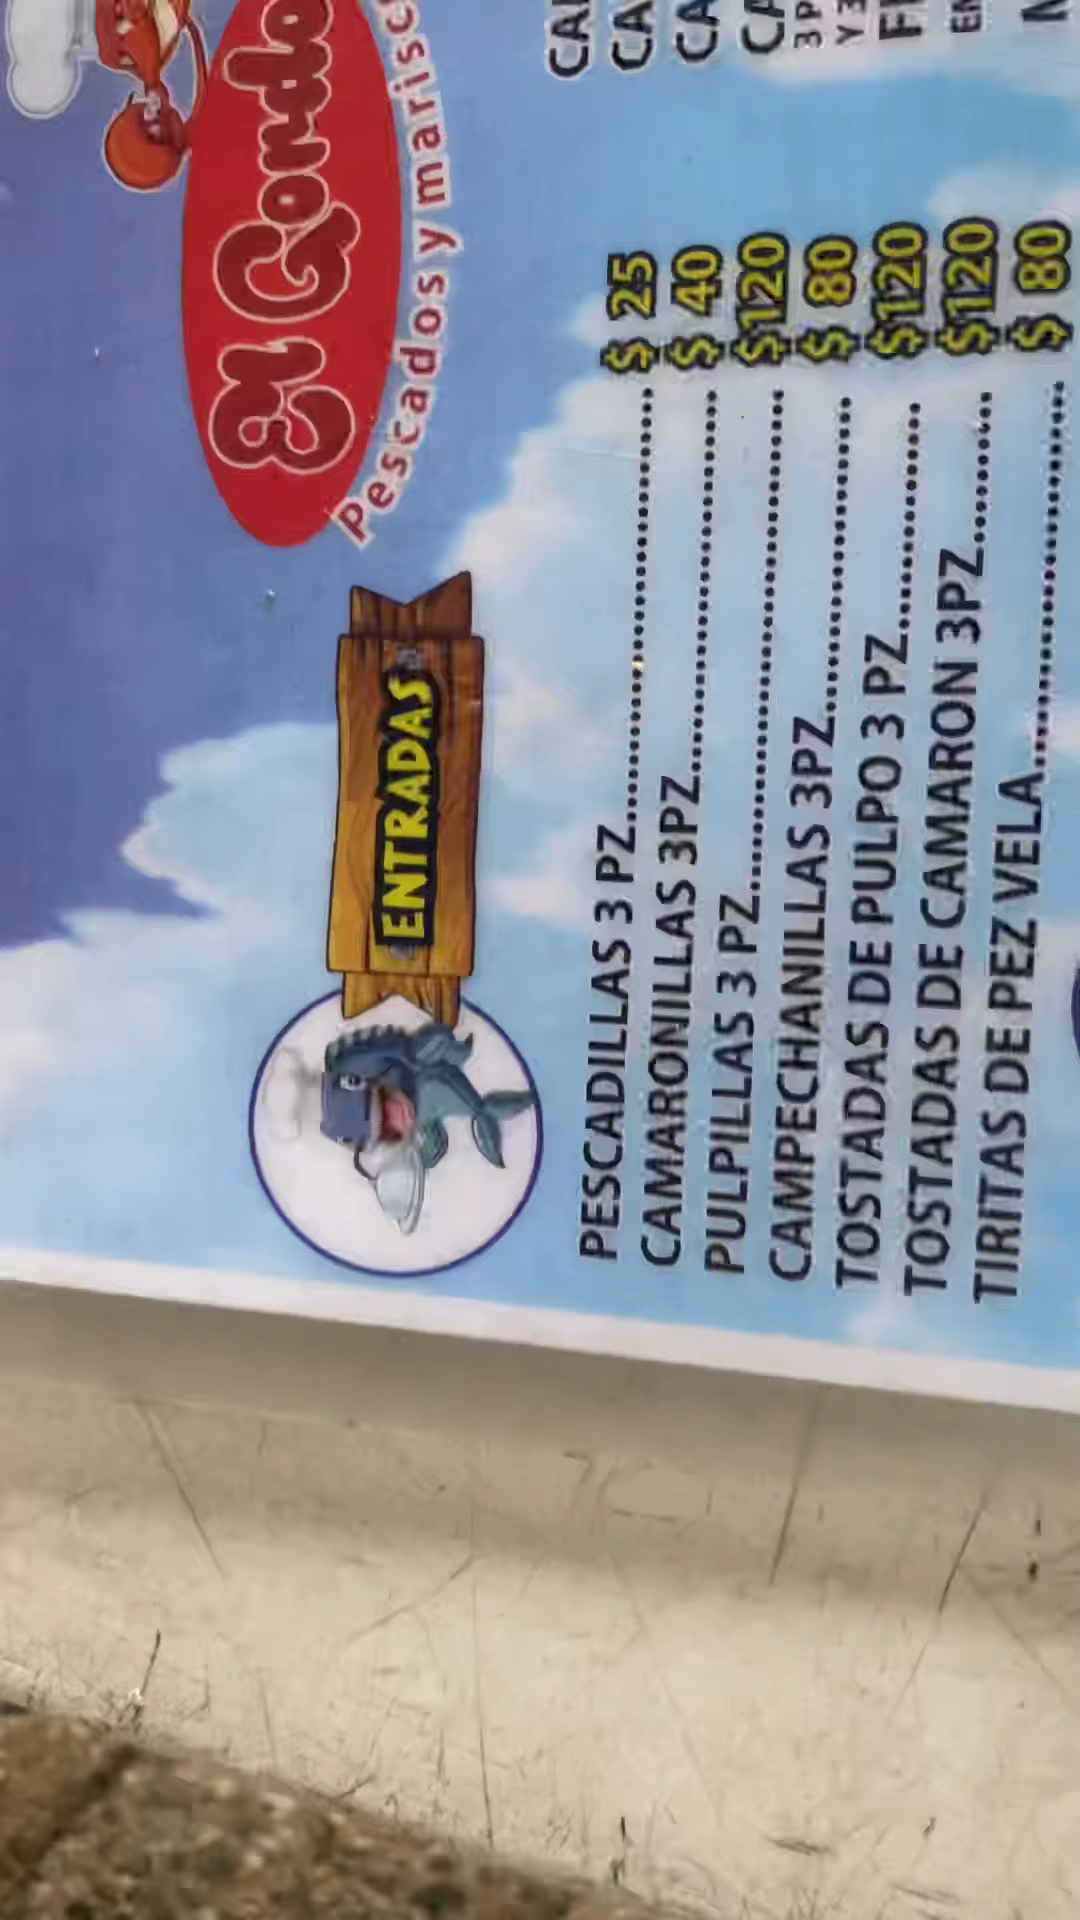 El Gordo
Pescados y marisc
ENTRADAS
PESCADILLAS 3 PZ $ 25
CAMARONILLAS 3PZ $ 40
PULPILLAS 3 PZ $120
CAMPECHANILLAS 3PZ $ 80
TOSTADAS DE PULPO 3 PZ $120
TOSTADAS DE CAMARON 3PZ $120
TIRITAS DE PEZ VELA $ 80